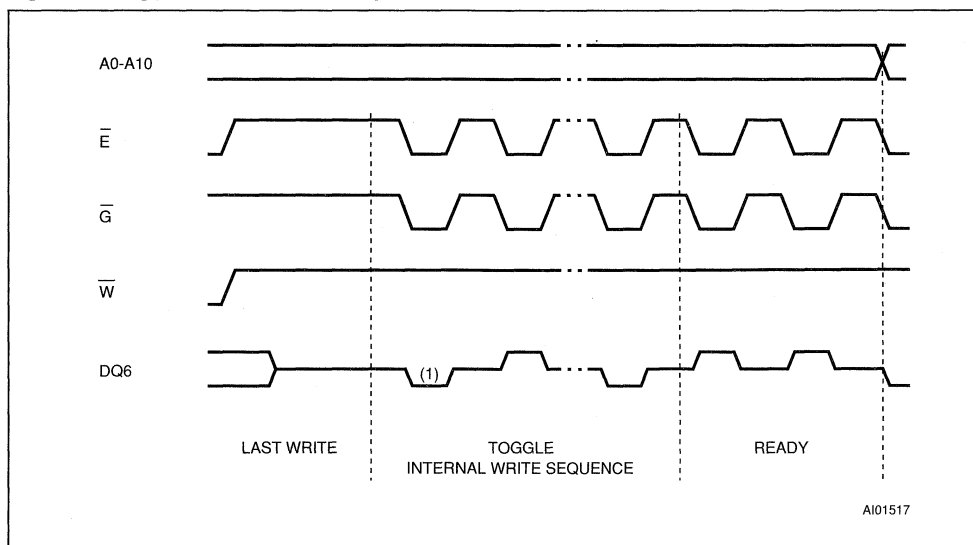 A0-A10
E
G
W
DQ6
(1)
LAST WRITE
TOGGLE
INTERNAL WRITE SEQUENCE
READY
AI01517